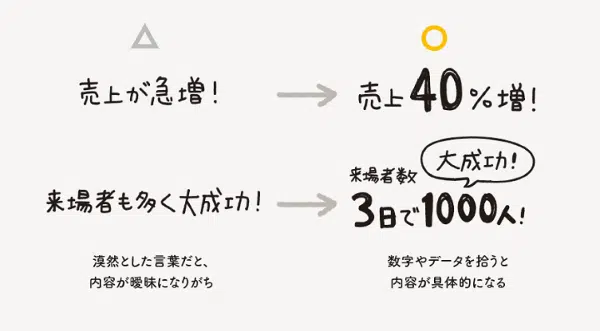 売上が急増!
売上40%増!
来場者も多く大成功!
大成功!
来場者数
3日で1000人!
漠然とした言葉だと、
内容が曖昧になりがち
数字やデータを拾うと
内容が具体的になる